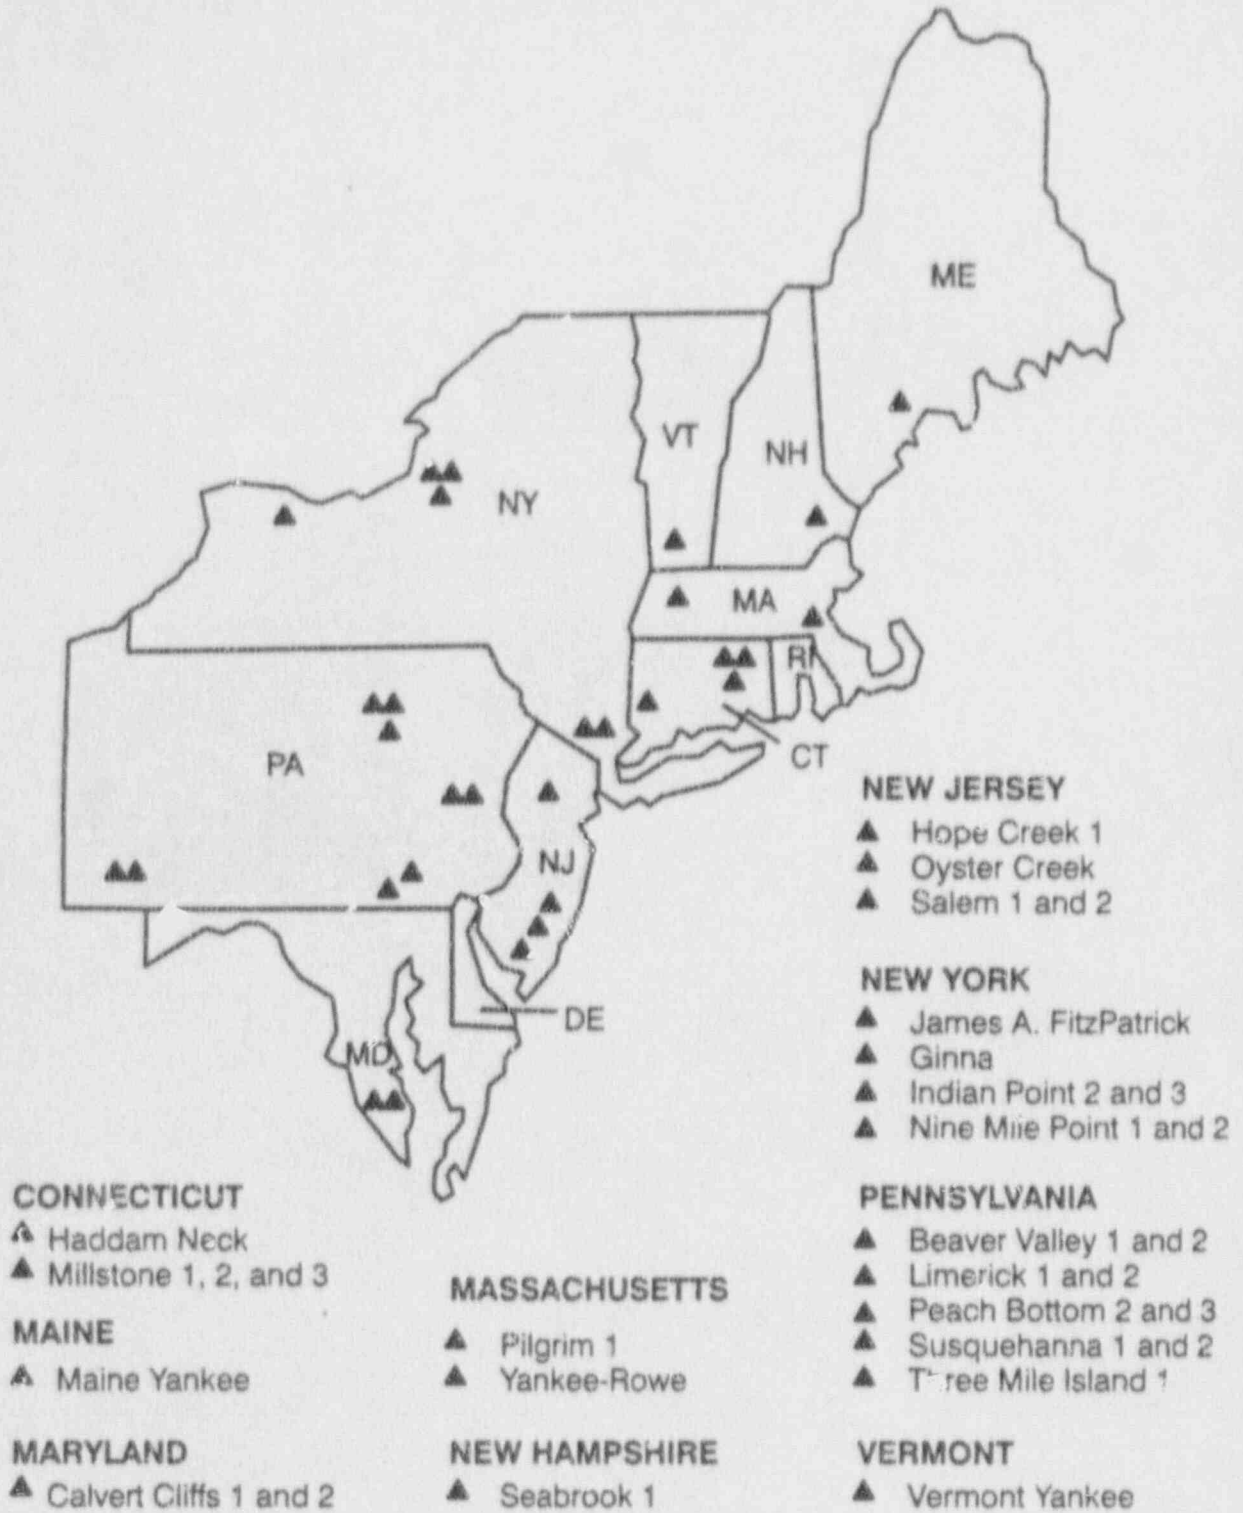 ME
VT
NH
NY
MA
RI
PA
CT
NJ
DE
MD
NEW JERSEY
Hope Creek 1
Oyster Creek
Salem 1 and 2
NEW YORK
James A. FitzPatrick
Ginna
Indian Point 2 and 3
Nine Mile Point 1 and 2
CONNECTICUT
Haddam Neck
Millstone 1, 2, and 3
MAINE
Maine Yankee
MARYLAND
Calvert Cliffs 1 and 2
MASSACHUSETTS
Pilgrim 1
Yankee-Rowe
NEW HAMPSHIRE
Seabrook 1
PENNSYLVANIA
Beaver Valley 1 and 2
Limerick 1 and 2
Peach Bottom 2 and 3
Susquehanna 1 and 2
Three Mile Island 1
VERMONT
Vermont Yankee